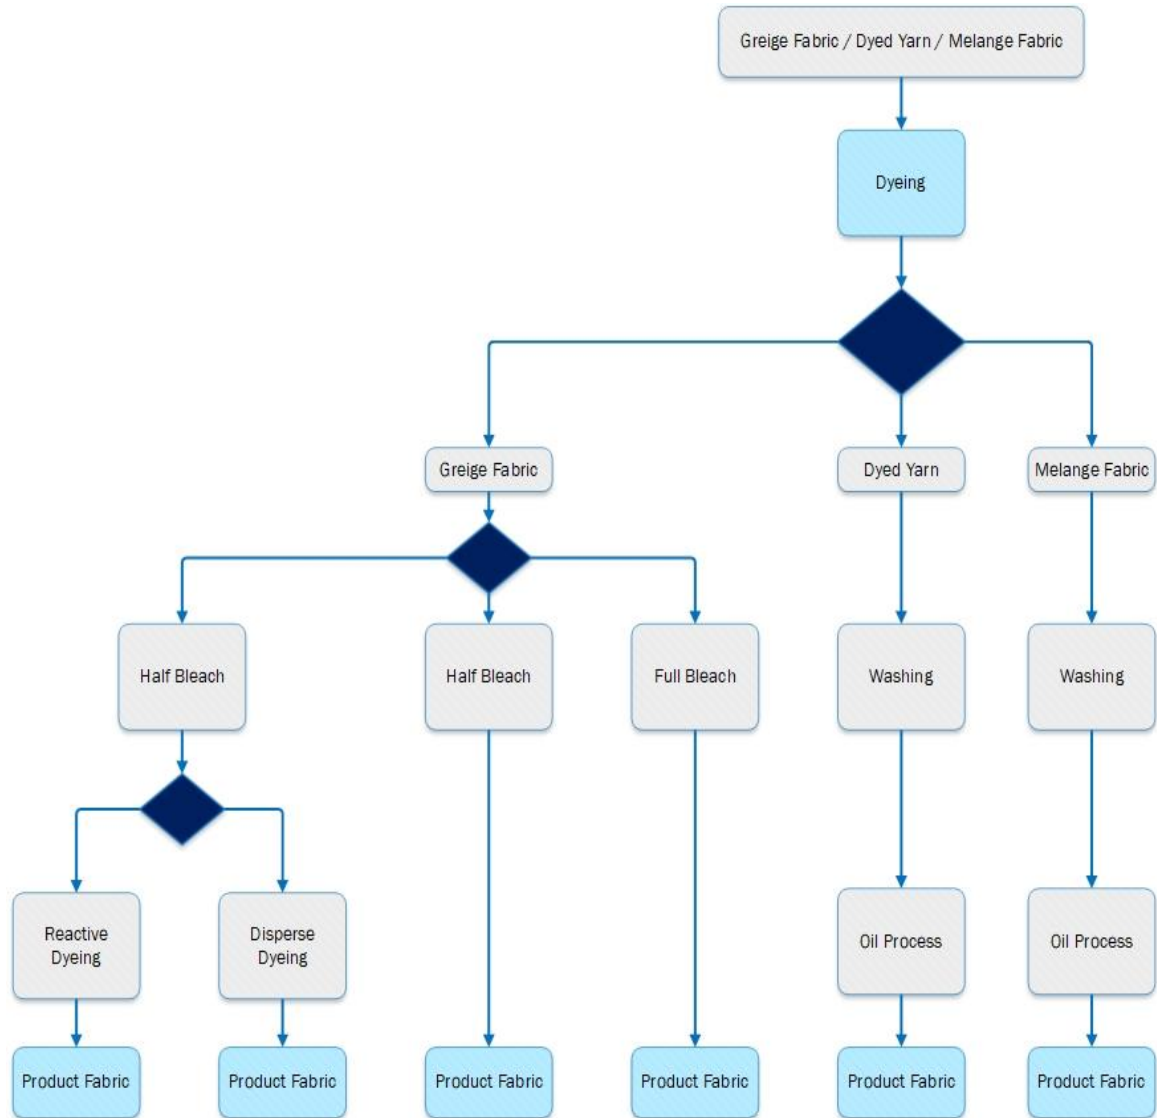 Greige Fabric / Dyed Yarn / Melange Fabric
Dyeing
Greige Fabric
Dyed Yarn
Melange Fabric
Half Bleach
Half Bleach
Full Bleach
Washing
Washing
Reactive
Dyeing
Disperse
Dyeing
Oil Process
Oil Process
Product Fabric
Product Fabric
Product Fabric
Product Fabric
Product Fabric
Product Fabric